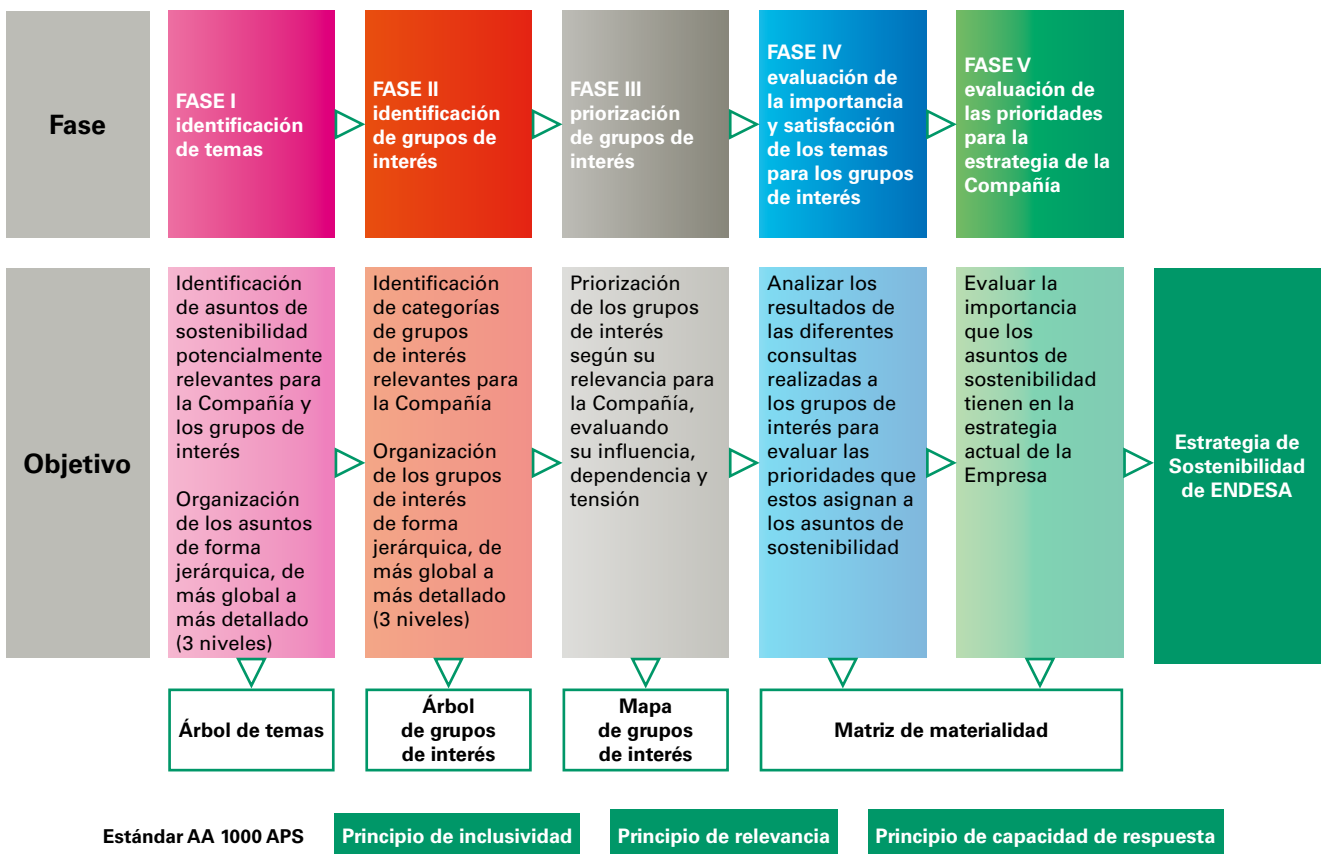 Fase
FASE I
identificación
de temas
FASE II
identificación
de grupos de
interés
FASE III
priorización
de grupos de
interés
FASE IV
evaluación de
la importancia
y satisfacción
de los temas
para los grupos
de interés
FASE V
evaluación de
las prioridades
para la
estrategia de la
Compañía
Objetivo
Identificación
de asuntos de
sostenibilidad
potencialmente
relevantes para
la Compañía y
los grupos de
interés
Organización
de los asuntos
de forma
jerárquica, de
más global a
más detallado
(3 niveles)
Identificación
de categorías
de grupos
de interés
relevantes para
la Compañía
Organización
de los grupos
de interés
de forma
jerárquica, de
más global a
más detallado
(3 niveles)
Priorización
de los grupos
de interés
según su
relevancia para
la Compañía,
evaluando
su influencia,
dependencia y
tensión
Analizar los
resultados de
las diferentes
consultas
realizadas a
los grupos de
interés para
evaluar las
prioridades que
estos asignan a
los asuntos de
sostenibilidad
Evaluar la
importancia
que los
asuntos de
sostenibilidad
tienen en la
estrategia
actual de la
Empresa
Estrategia de
Sostenibilidad
de ENDESA
Árbol de temas
Árbol
de grupos
de interés
Mapa
de grupos
de interés
Matriz de materialidad
Estándar AA 1000 APS
Principio de inclusividad
Principio de relevancia
Principio de capacidad de respuesta